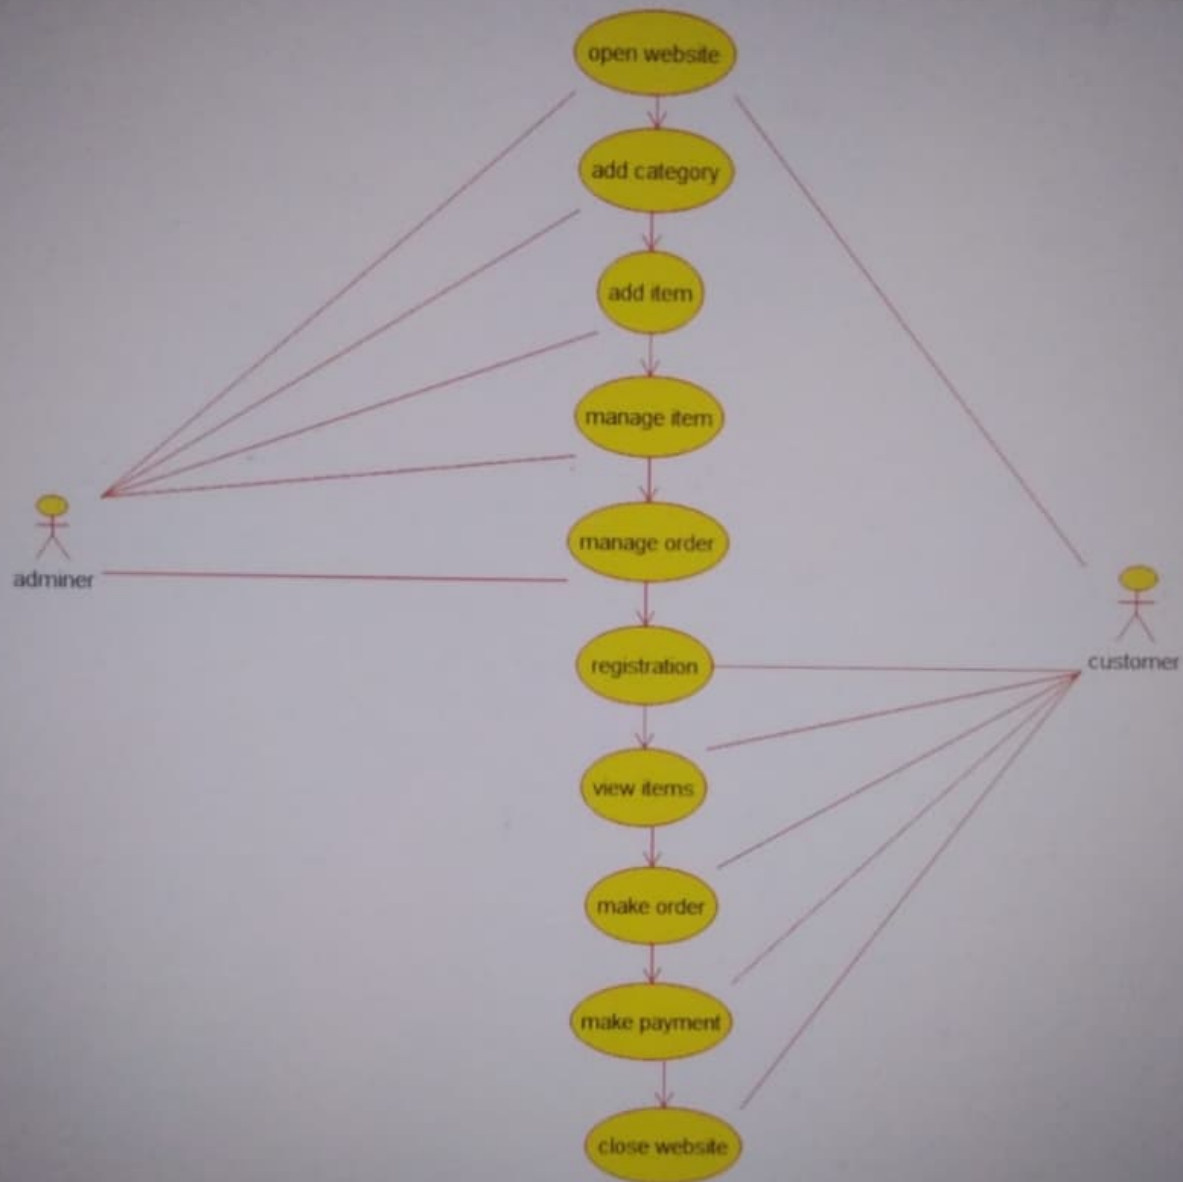 open website
add category
add item
manage item
manage order
adminer
registration
customer
view items
make order
make payment
close website